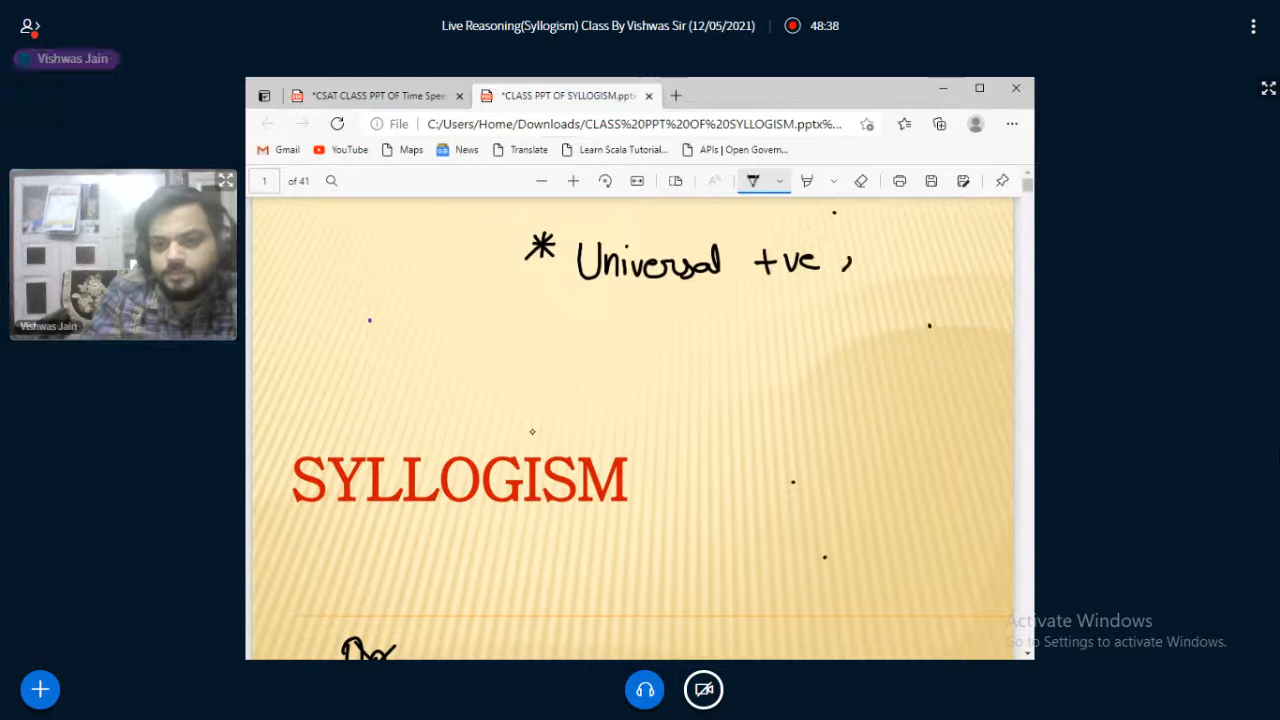 Live Reasoning(Syllogism) Class By Vishwas Sir (12/05/2021)
48:38
Vishwas Jain
*CSAT CLASS PPT OF Time Spee
*CLASS PPT OF SYLLOGISM.pptx
File
C:/Users/Home/Downloads/CLASS%20PPT%20OF%20SYLLOGISM.pptx%...
Gmail
YouTube
Maps
News
Translate
Learn Scala Tutorial...
APIs | Open Govern...
1 of 41
* Universal +ve ,
Vishwas Jain
SYLLOGISM
Activate Windows
Go to Settings to activate Windows.